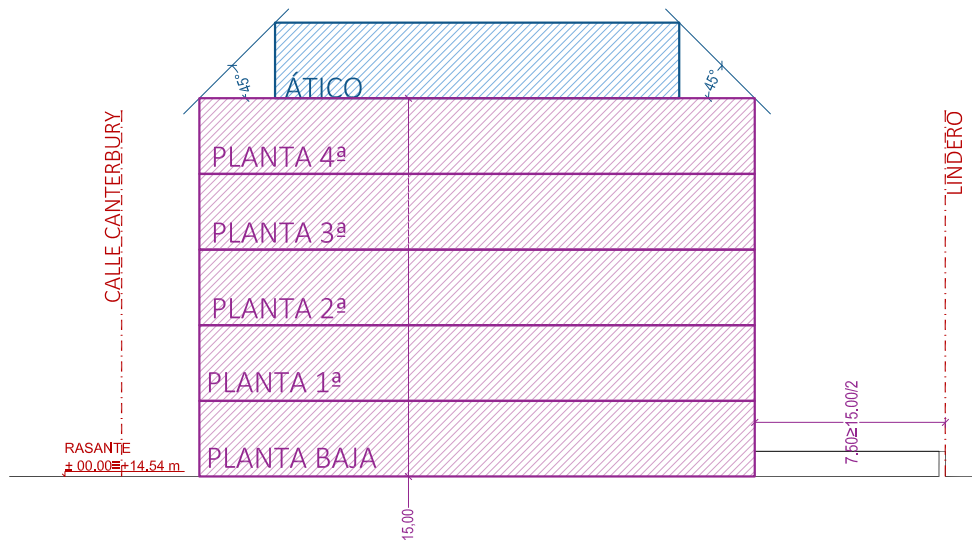 ÁTICO
45°
45°
PLANTA 4ª
PLANTA 3ª
PLANTA 2ª
PLANTA 1ª
PLANTA BAJA
CALLE CANTERBURY
LINDERO
RASANTE
± 00.00≡+14.54 m
7.50≥15.00/2
15,00